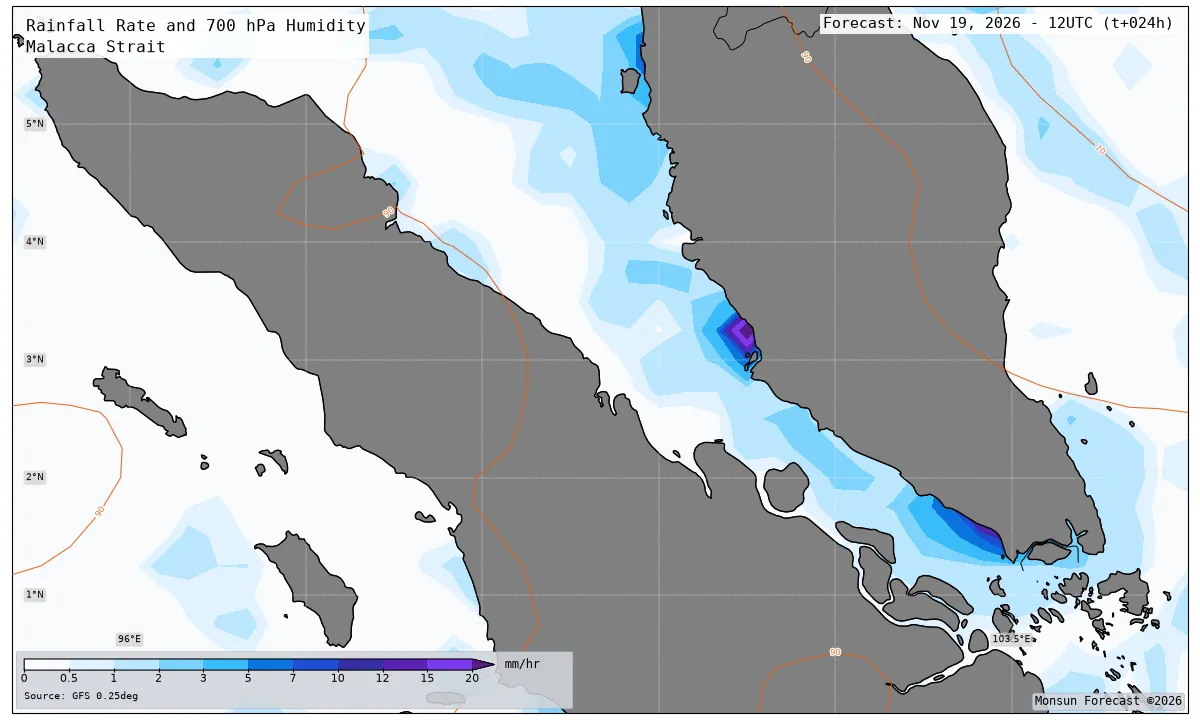 Rainfall Rate and 700 hPa Humidity
Malacca Strait
Forecast: Nov 19, 2026 - 12UTC (t+024h)
90
70
5°N
90
4°N
3°N
90
2°N
1°N
96°E
103.5°E
90
0 0.5 1 2 3 5 7 10 12 15 20
mm/hr
Source: GFS 0.25deg
Monsun Forecast ©2026